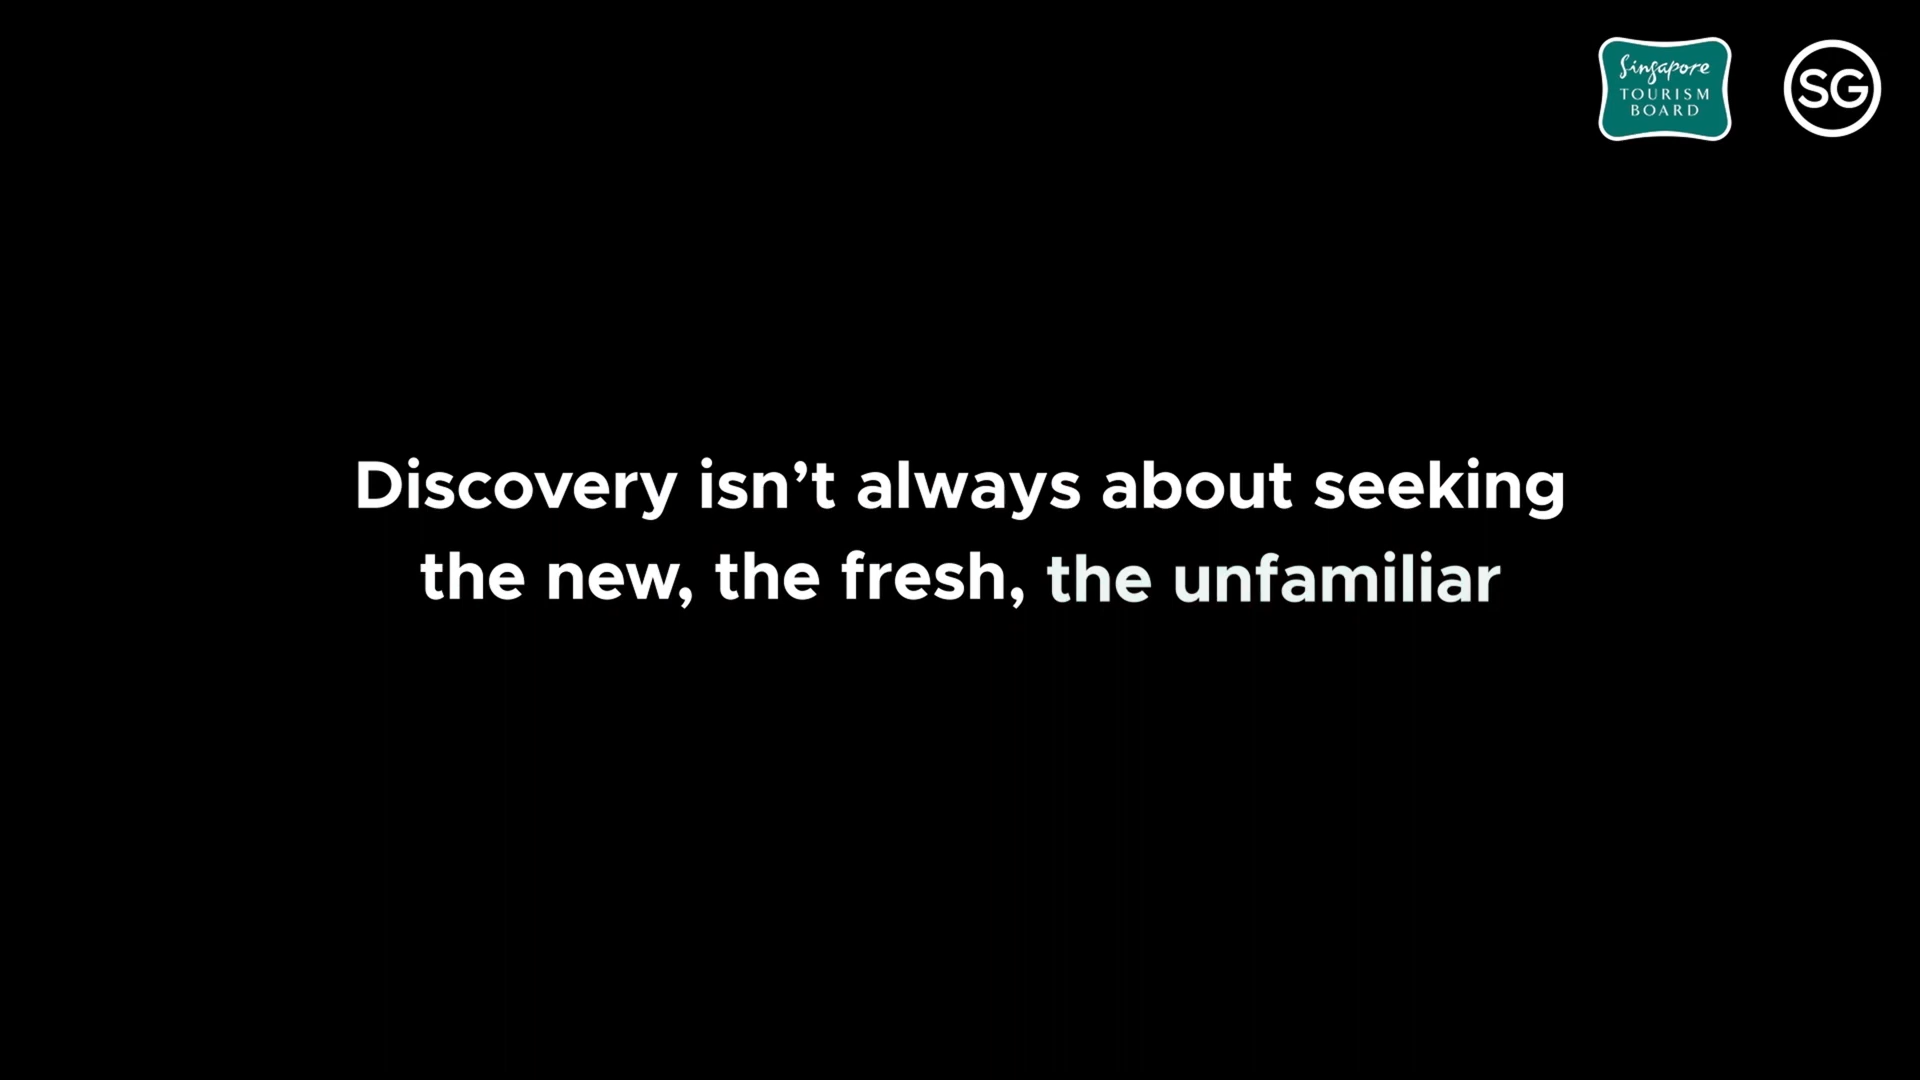 Singapore
TOURISM
BOARD
SG
Discovery isn’t always about seeking
the new, the fresh, the unfamiliar